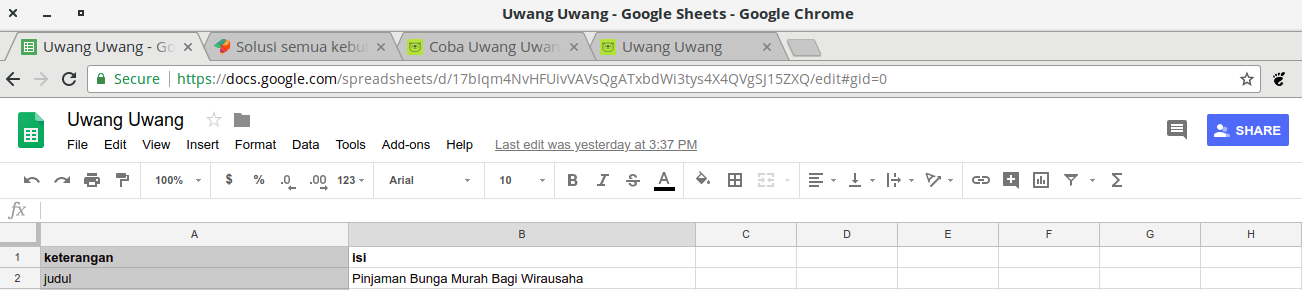 Uwang Uwang - Google Sheets - Google Chrome
Uwang Uwang - Go
Solusi semua kebut
Coba Uwang Uwan
Uwang Uwang
Secure https://docs.google.com/spreadsheets/d/17bIqm4NvHFUivVAVsQgATxbdWi3tys4X4QVgSJ15ZXQ/edit#gid=0
Uwang Uwang
File Edit View Insert Format Data Tools Add-ons Help Last edit was yesterday at 3:37 PM
SHARE
100% $ % .0 .00 123 Arial 10 B I S A Σ
fx
A B C D E F G H
1 keterangan isi
2 judul Pinjaman Bunga Murah Bagi Wirausaha